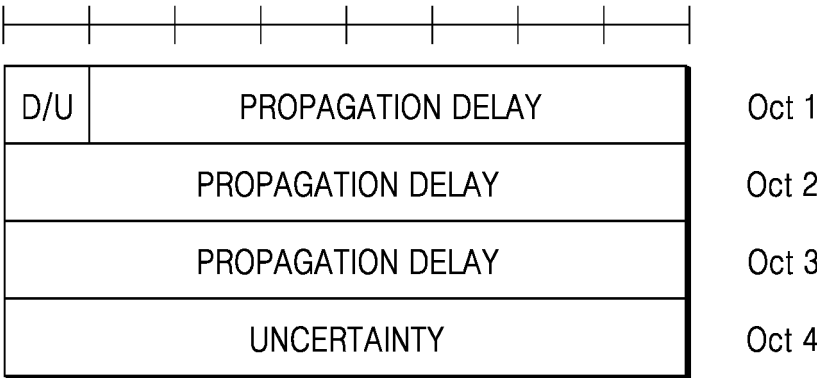 D/U PROPAGATION DELAY Oct 1
PROPAGATION DELAY Oct 2
PROPAGATION DELAY Oct 3
UNCERTAINTY Oct 4